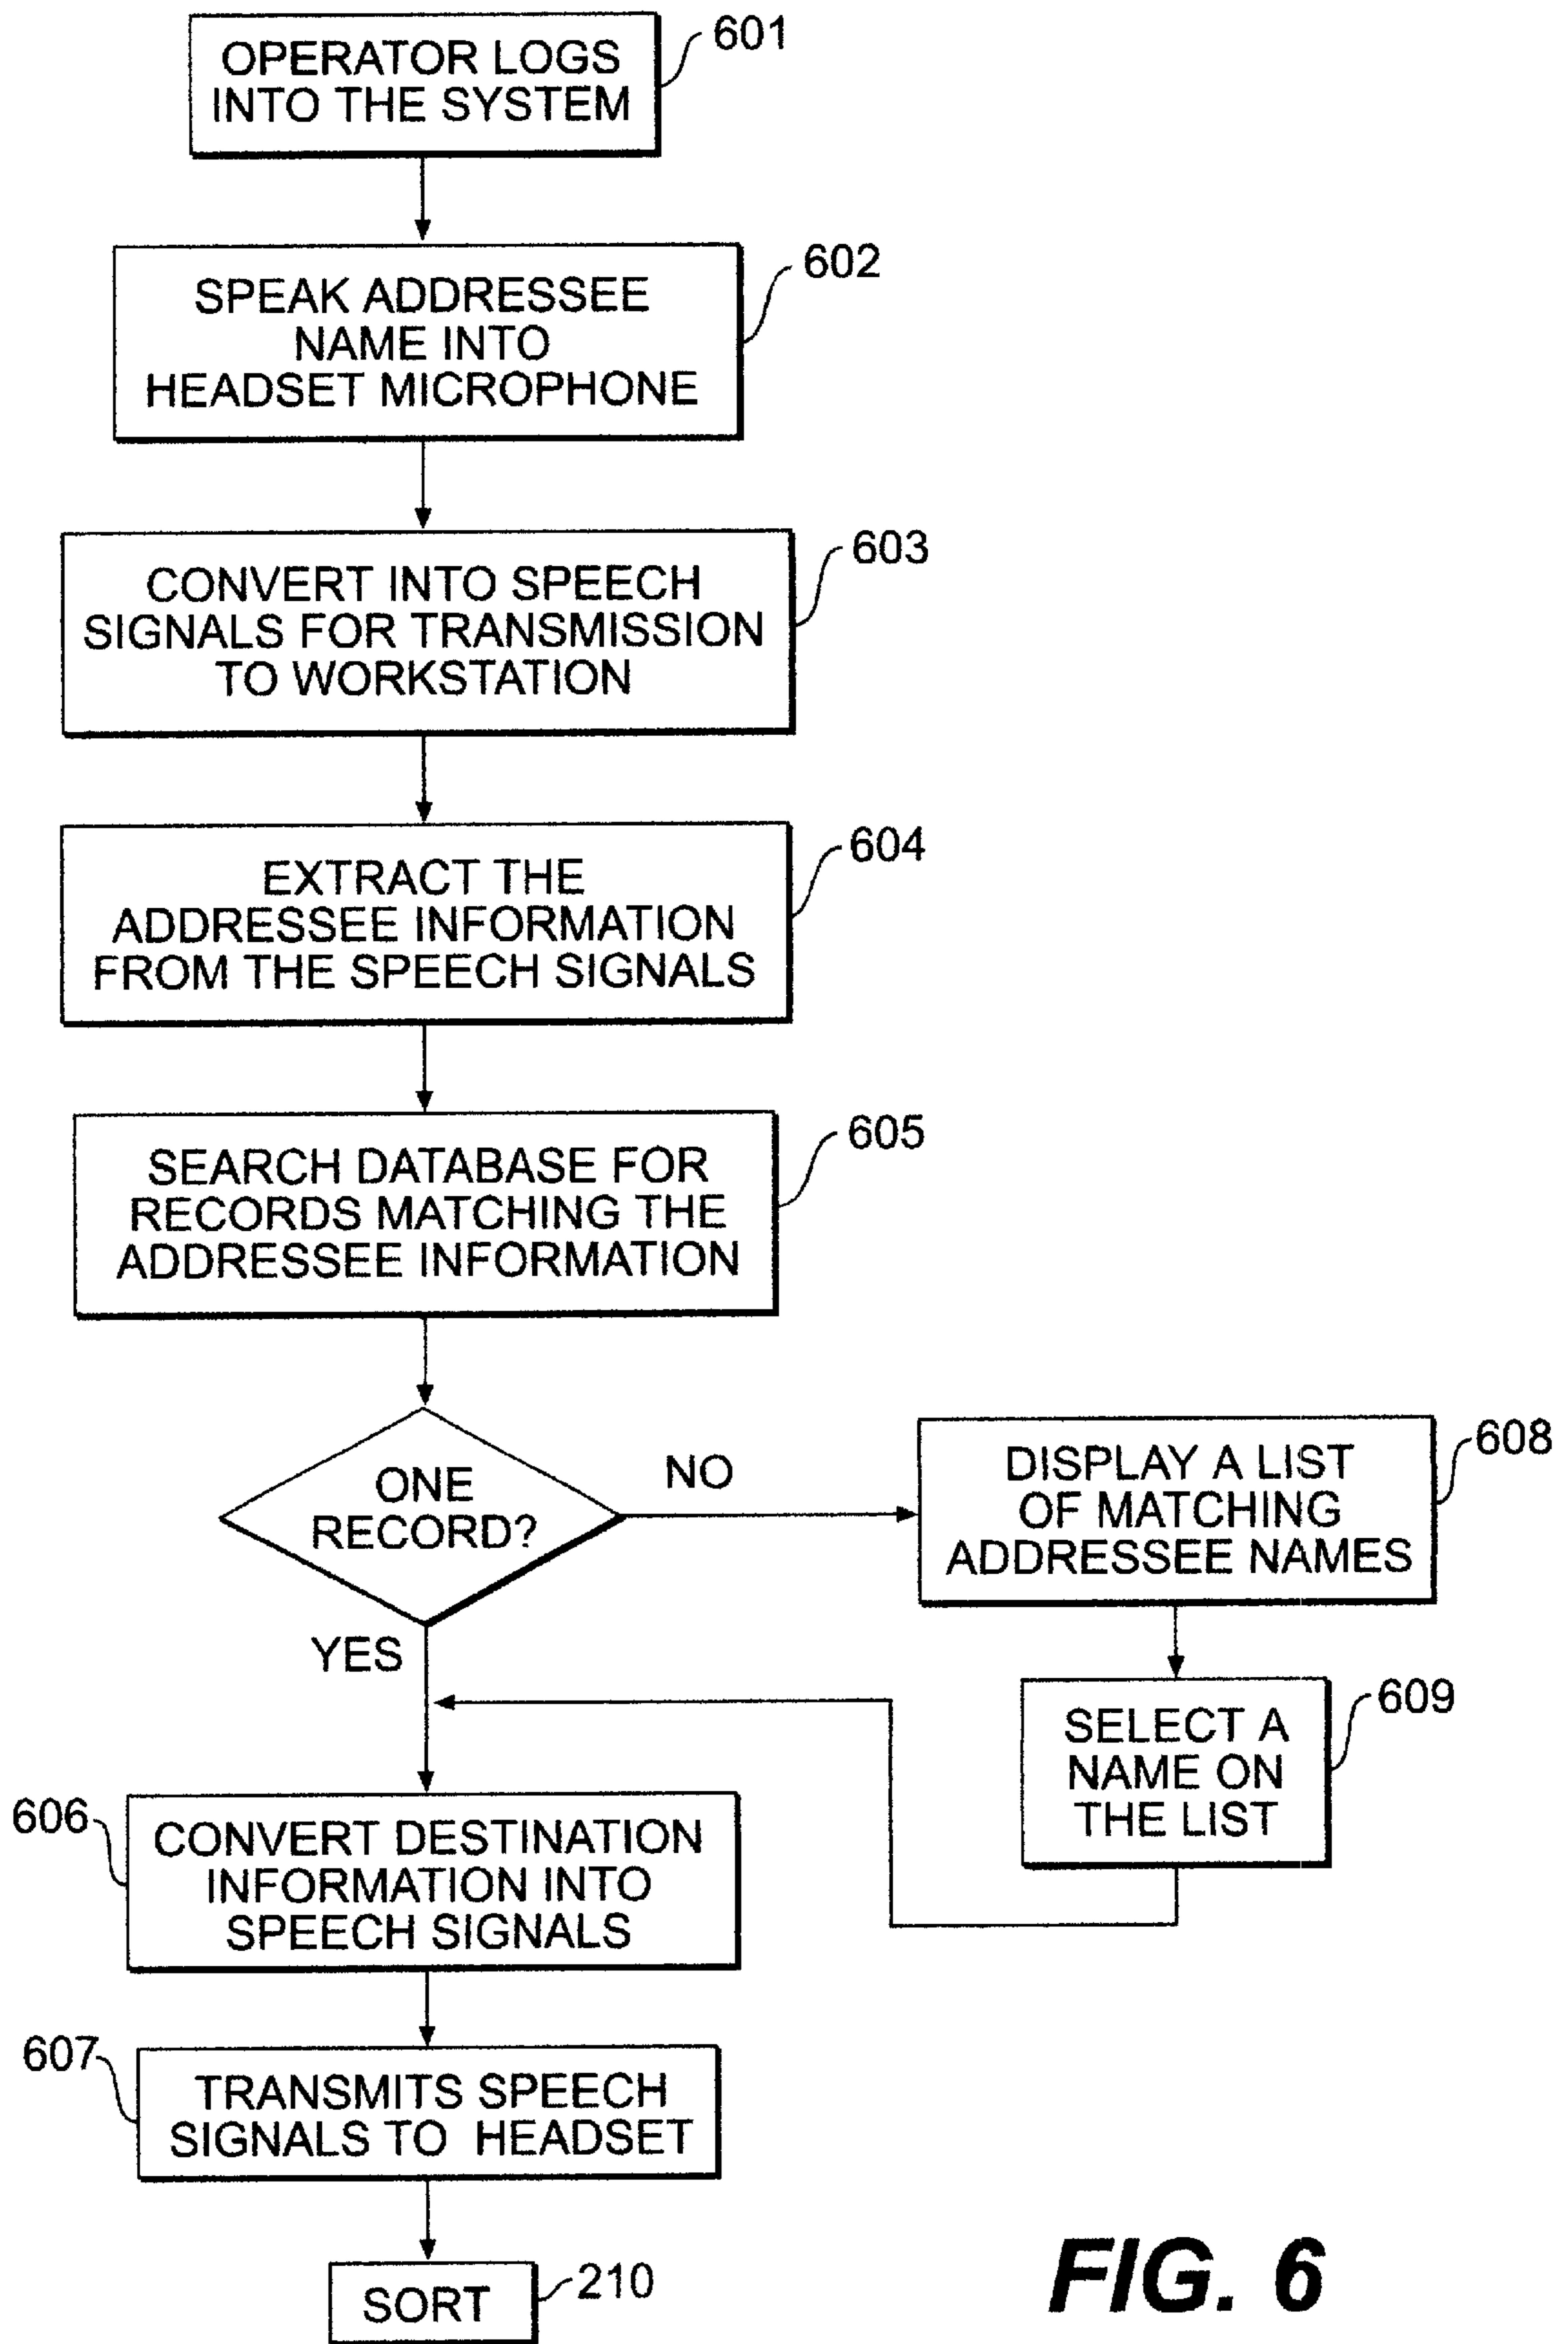 OPERATOR LOGS
INTO THE SYSTEM
601
SPEAK ADDRESSEE
NAME INTO
HEADSET MICROPHONE
602
CONVERT INTO SPEECH
SIGNALS FOR TRANSMISSION
TO WORKSTATION
603
EXTRACT THE
ADDRESSEE INFORMATION
FROM THE SPEECH SIGNALS
604
SEARCH DATABASE FOR
RECORDS MATCHING THE
ADDRESSEE INFORMATION
605
ONE
RECORD?
NO
YES
DISPLAY A LIST
OF MATCHING
ADDRESSEE NAMES
608
SELECT A
NAME ON
THE LIST
609
606
CONVERT DESTINATION
INFORMATION INTO
SPEECH SIGNALS
607
TRANSMITS SPEECH
SIGNALS TO HEADSET
SORT
210
FIG. 6